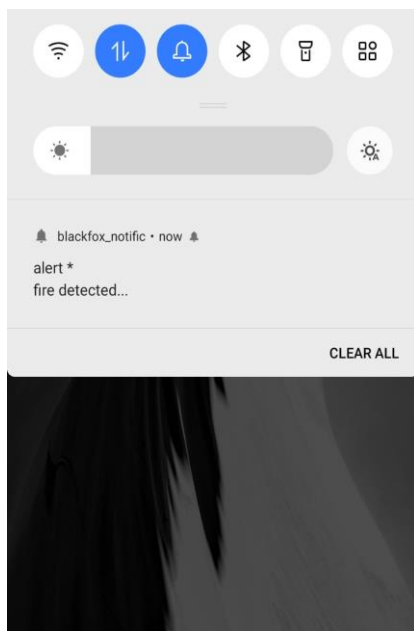 blackfox_notific • now
alert *
fire detected...
CLEAR ALL